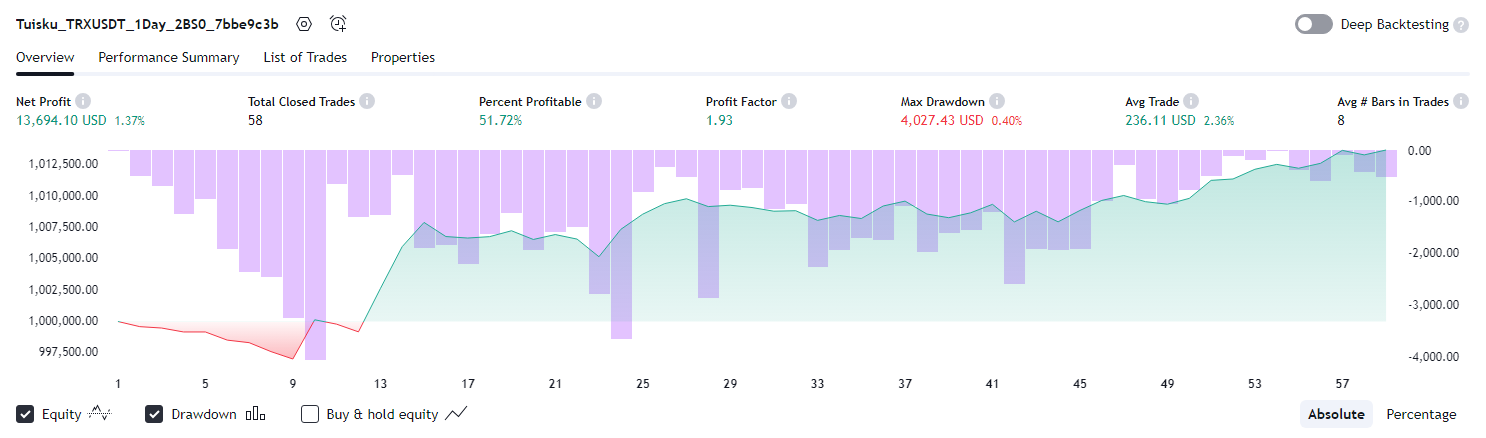 Tuisku_TRXUSDT_1Day_2BS0_7bbe9c3b Deep Backtesting ?
Overview Performance Summary List of Trades Properties
Net Profit Total Closed Trades Percent Profitable Profit Factor Max Drawdown Avg Trade Avg # Bars in Trades
13,694.10 USD 1.37% 58 51.72% 1.93 4,027.43 USD 0.40% 236.11 USD 2.36% 8
1,012,500.00 0.00
1,010,000.00 -1,000.00
1,007,500.00
1,005,000.00 -2,000.00
1,002,500.00 -3,000.00
1,000,000.00
997,500.00 -4,000.00
1 5 9 13 17 21 25 29 33 37 41 45 49 53 57
Equity Drawdown Buy & hold equity Absolute Percentage